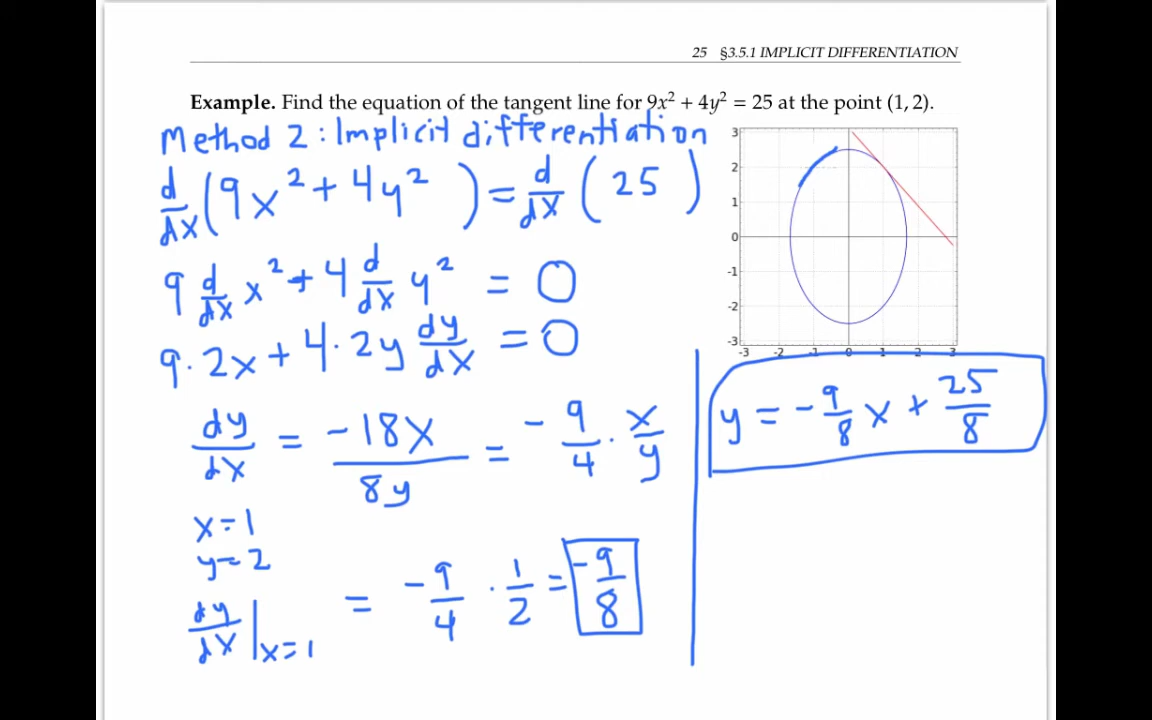 25 §3.5.1 IMPLICIT DIFFERENTIATION
Example. Find the equation of the tangent line for 9x² + 4y² = 25 at the point (1, 2).
Method 2 : Implicit differentiation
d/dx (9x² + 4y²) = d/dx (25)
9 d/dx x² + 4 d/dx y² = 0
9·2x + 4·2y dy/dx = 0
dy/dx = -18x/8y = -9/4 · x/y
x=1
y=2
dy/dx |x=1 = -9/4 · 1/2 = -9/8
3
2
1
0
-1
-2
-3
-3 -2 -1 0 1 2 3
y = -9/8 x + 25/8